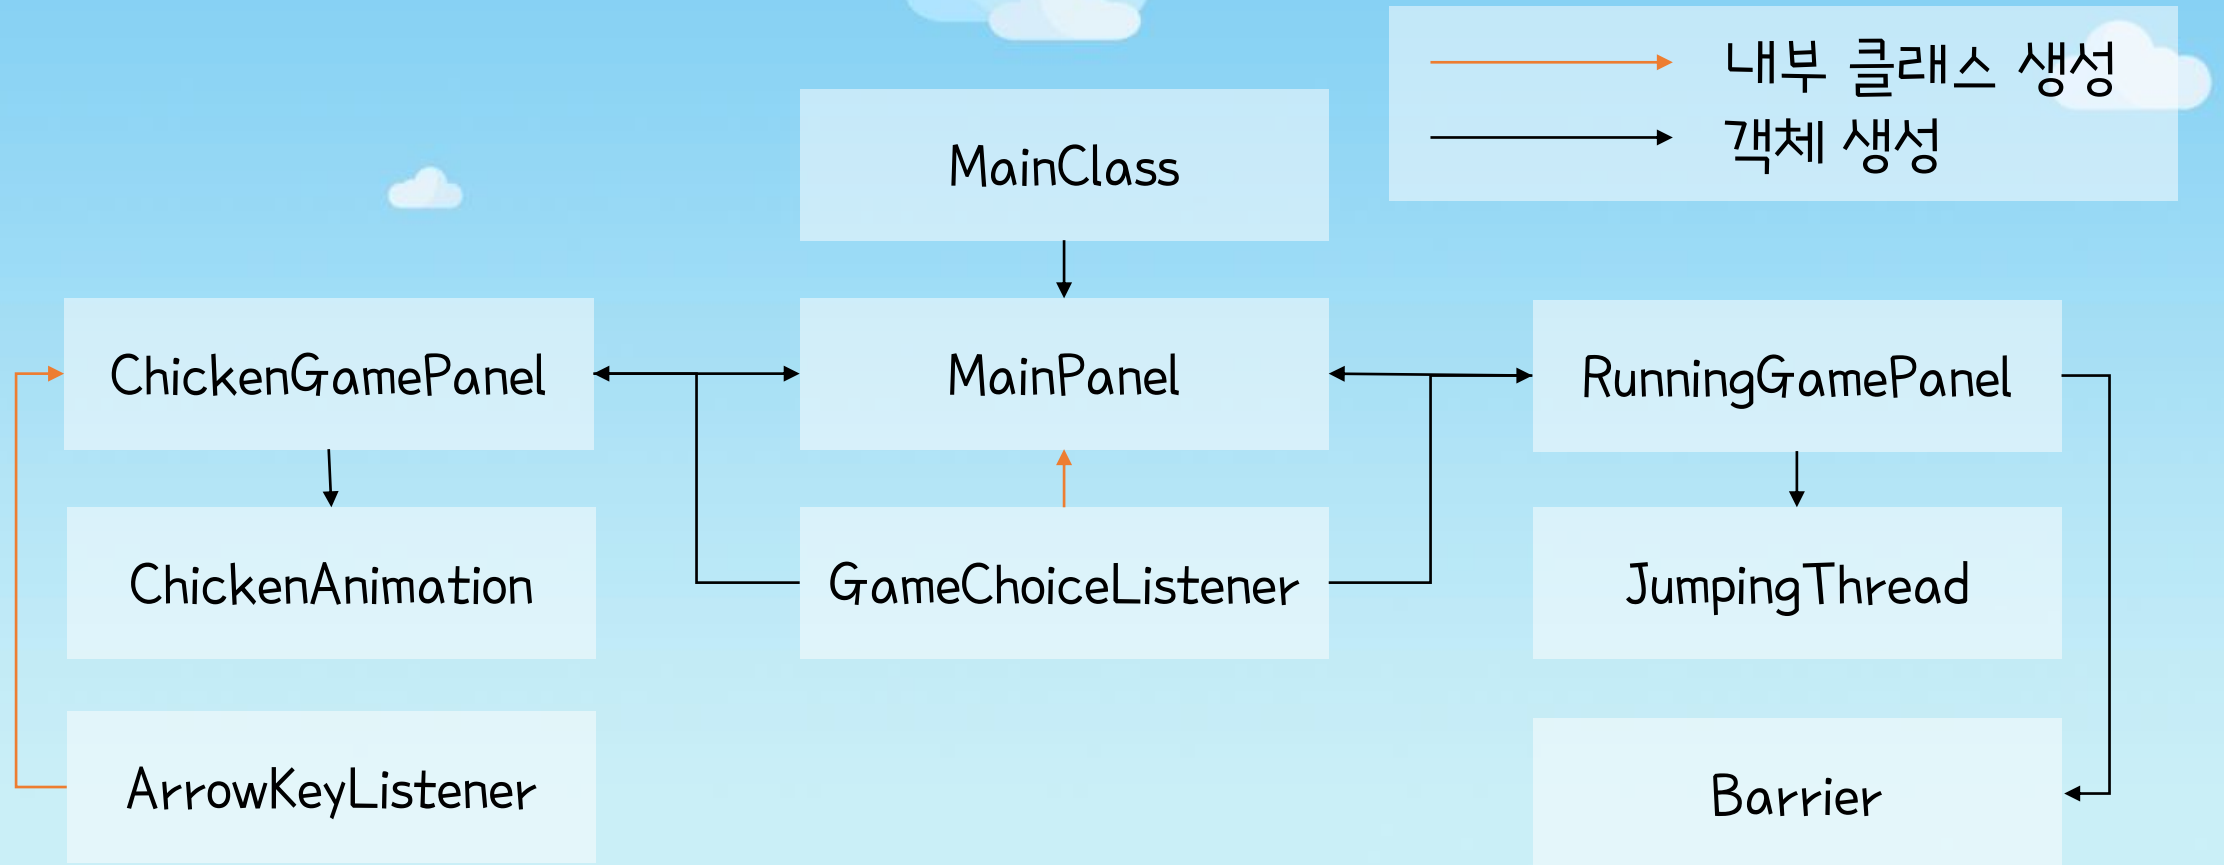 내부 클래스 생성
객체 생성
MainClass
ChickenGamePanel
MainPanel
RunningGamePanel
ChickenAnimation
GameChoiceListener
JumpingThread
ArrowKeyListener
Barrier